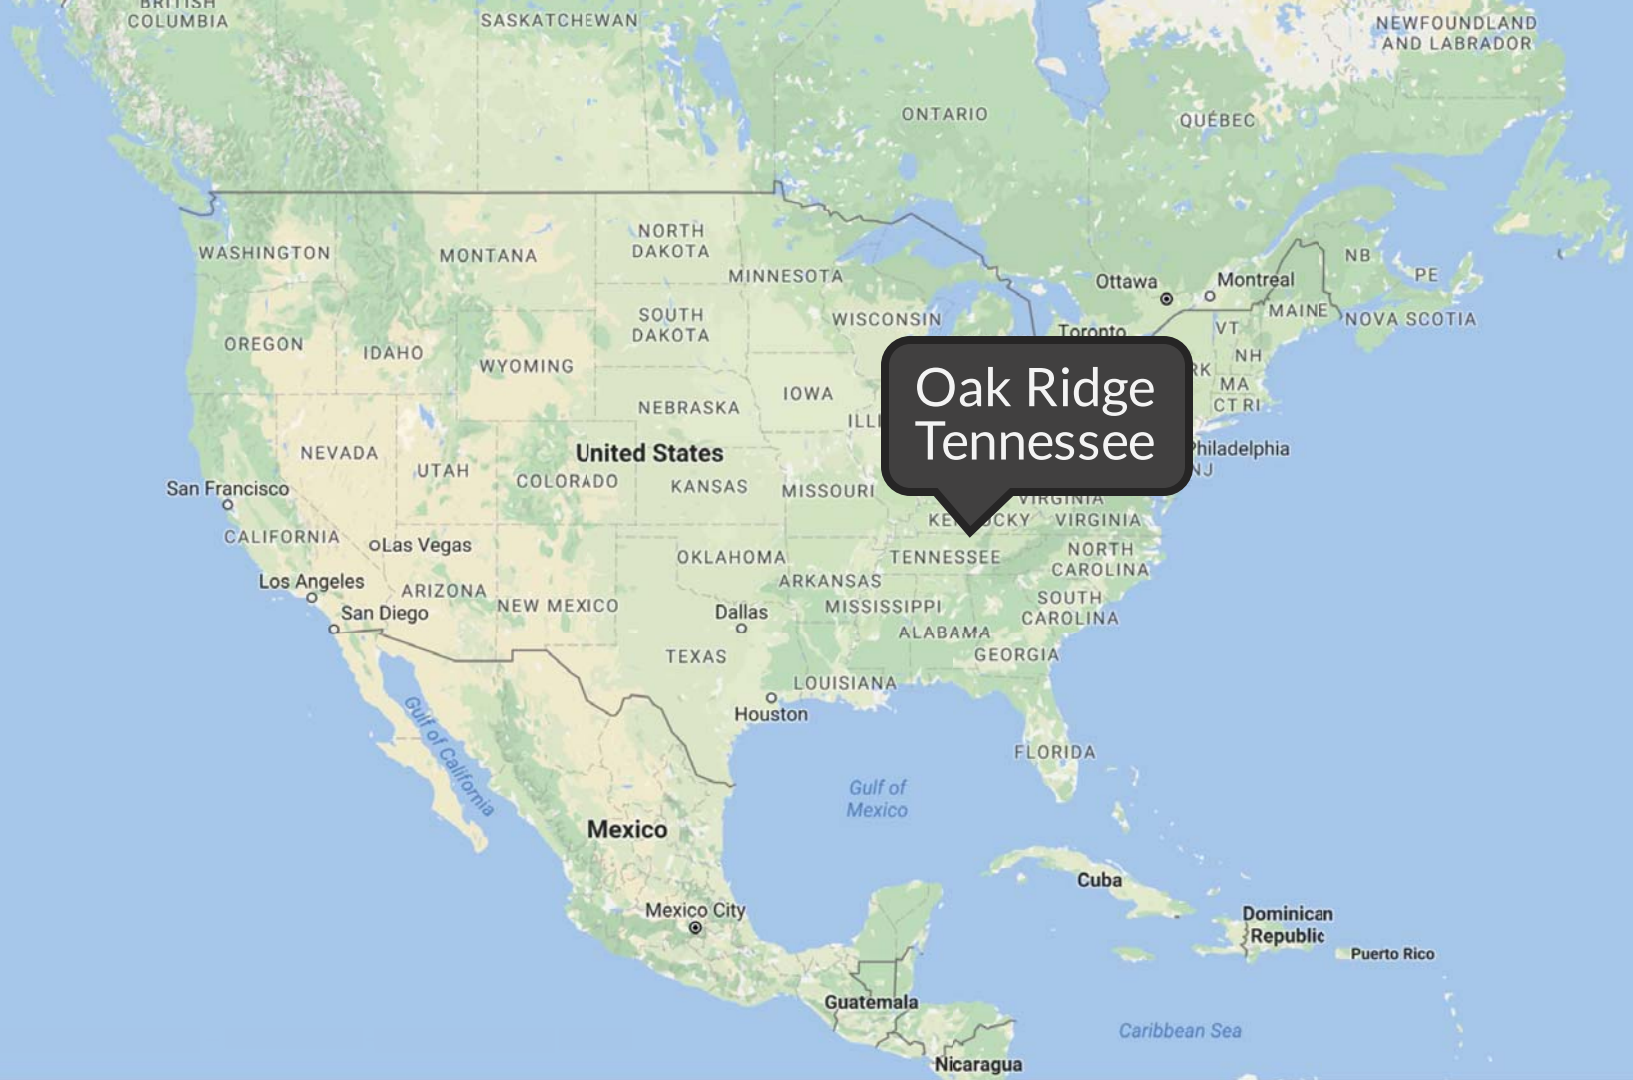 BRITISH
COLUMBIA
SASKATCHEWAN
NEWFOUNDLAND
AND LABRADOR
ONTARIO
QUÉBEC
WASHINGTON
MONTANA
NORTH
DAKOTA
MINNESOTA
Ottawa
Montreal
NB
PE
MAINE
NOVA SCOTIA
OREGON
IDAHO
WYOMING
SOUTH
DAKOTA
WISCONSIN
Toronto
VT
NH
MA
CT RI
Oak Ridge
Tennessee
NEBRASKA
IOWA
Philadelphia
NJ
NEVADA
UTAH
United States
COLORADO
KANSAS
MISSOURI
San Francisco
CALIFORNIA
Las Vegas
VIRGINIA
VIRGINIA
OKLAHOMA
TENNESSEE
NORTH
CAROLINA
Los Angeles
ARIZONA
NEW MEXICO
ARKANSAS
San Diego
Dallas
MISSISSIPPI
SOUTH
CAROLINA
ALABAMA
TEXAS
GEORGIA
LOUISIANA
Houston
Gulf of California
FLORIDA
Gulf of
Mexico
Mexico
Cuba
Mexico City
Dominican
Republic
Puerto Rico
Guatemala
Caribbean Sea
Nicaragua